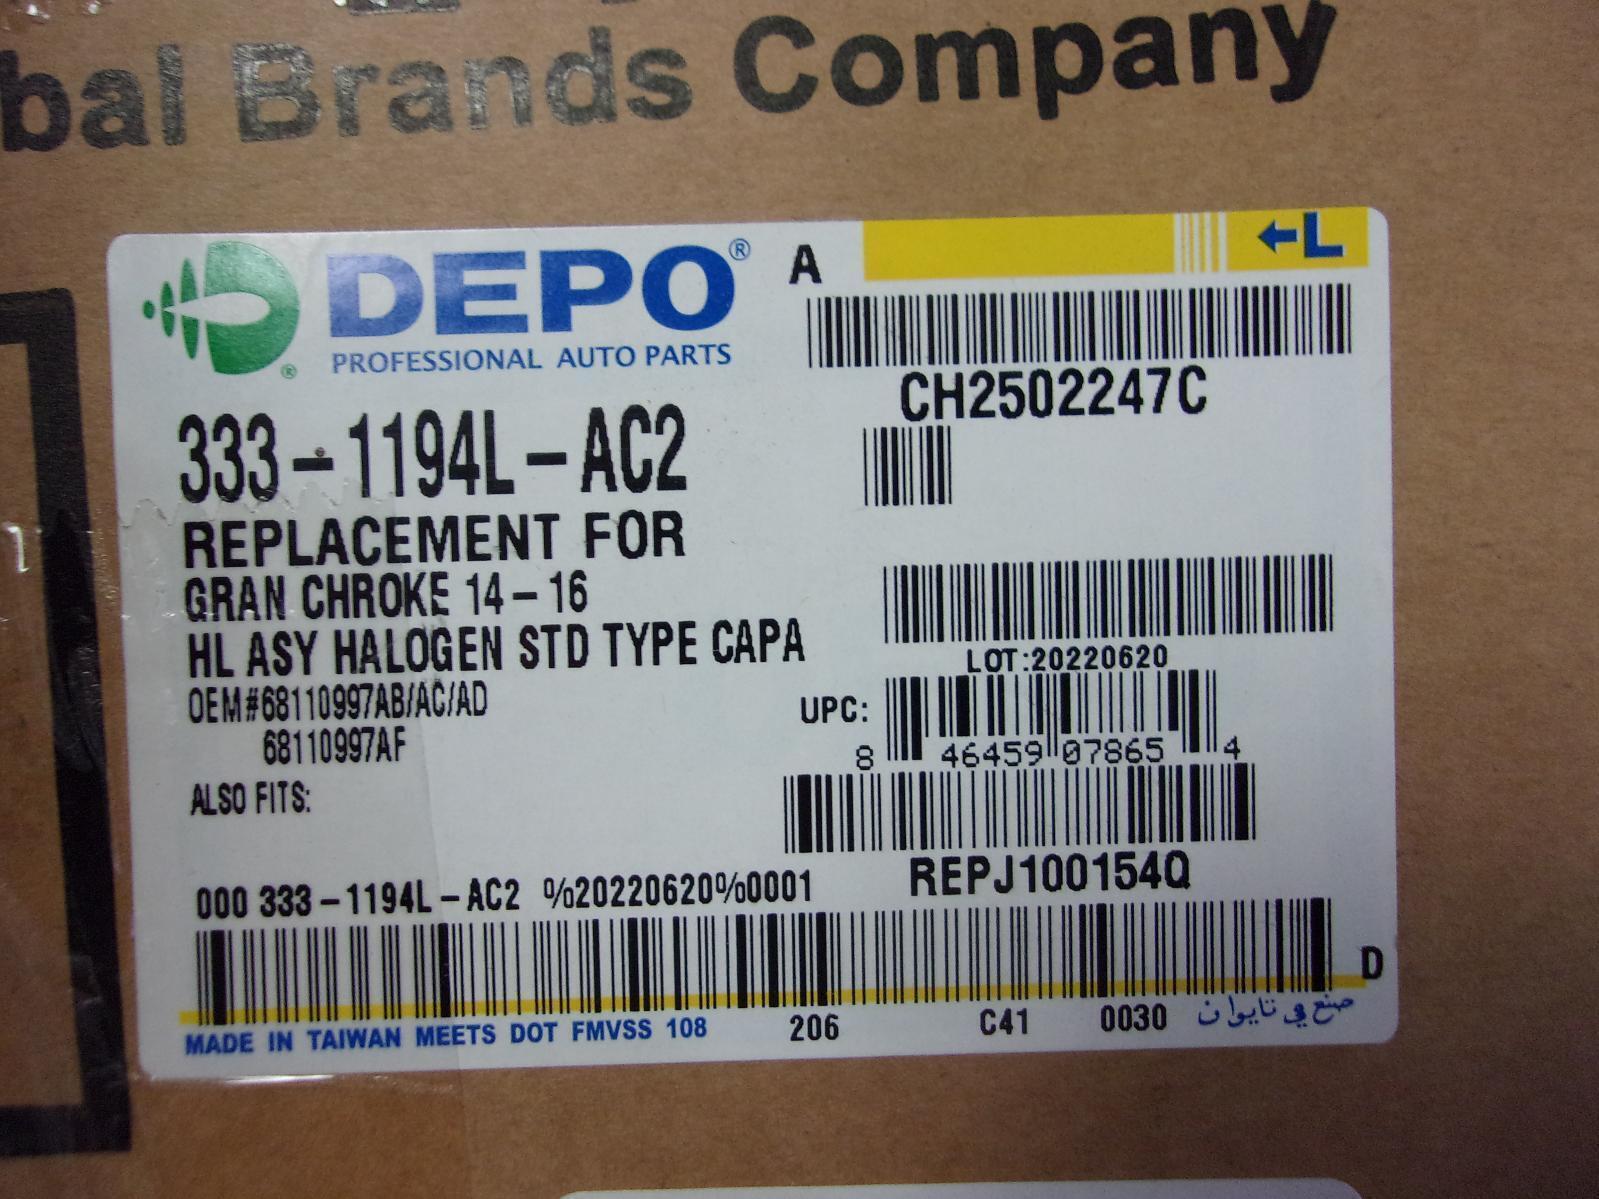 bal Brands Company
DEPO®
PROFESSIONAL AUTO PARTS
A
←L
CH2502247C
333-1194L-AC2
REPLACEMENT FOR
GRAN CHROKE 14-16
HL ASY HALOGEN STD TYPE CAPA
OEM#68110997AB/AC/AD
68110997AF
ALSO FITS:
LOT:20220620
UPC:
8 46459 07865 4
REPJ100154Q
000 333-1194L-AC2 %20220620%0001
D
MADE IN TAIWAN MEETS DOT FMVSS 108
206 C41 0030 صنع في تايوان